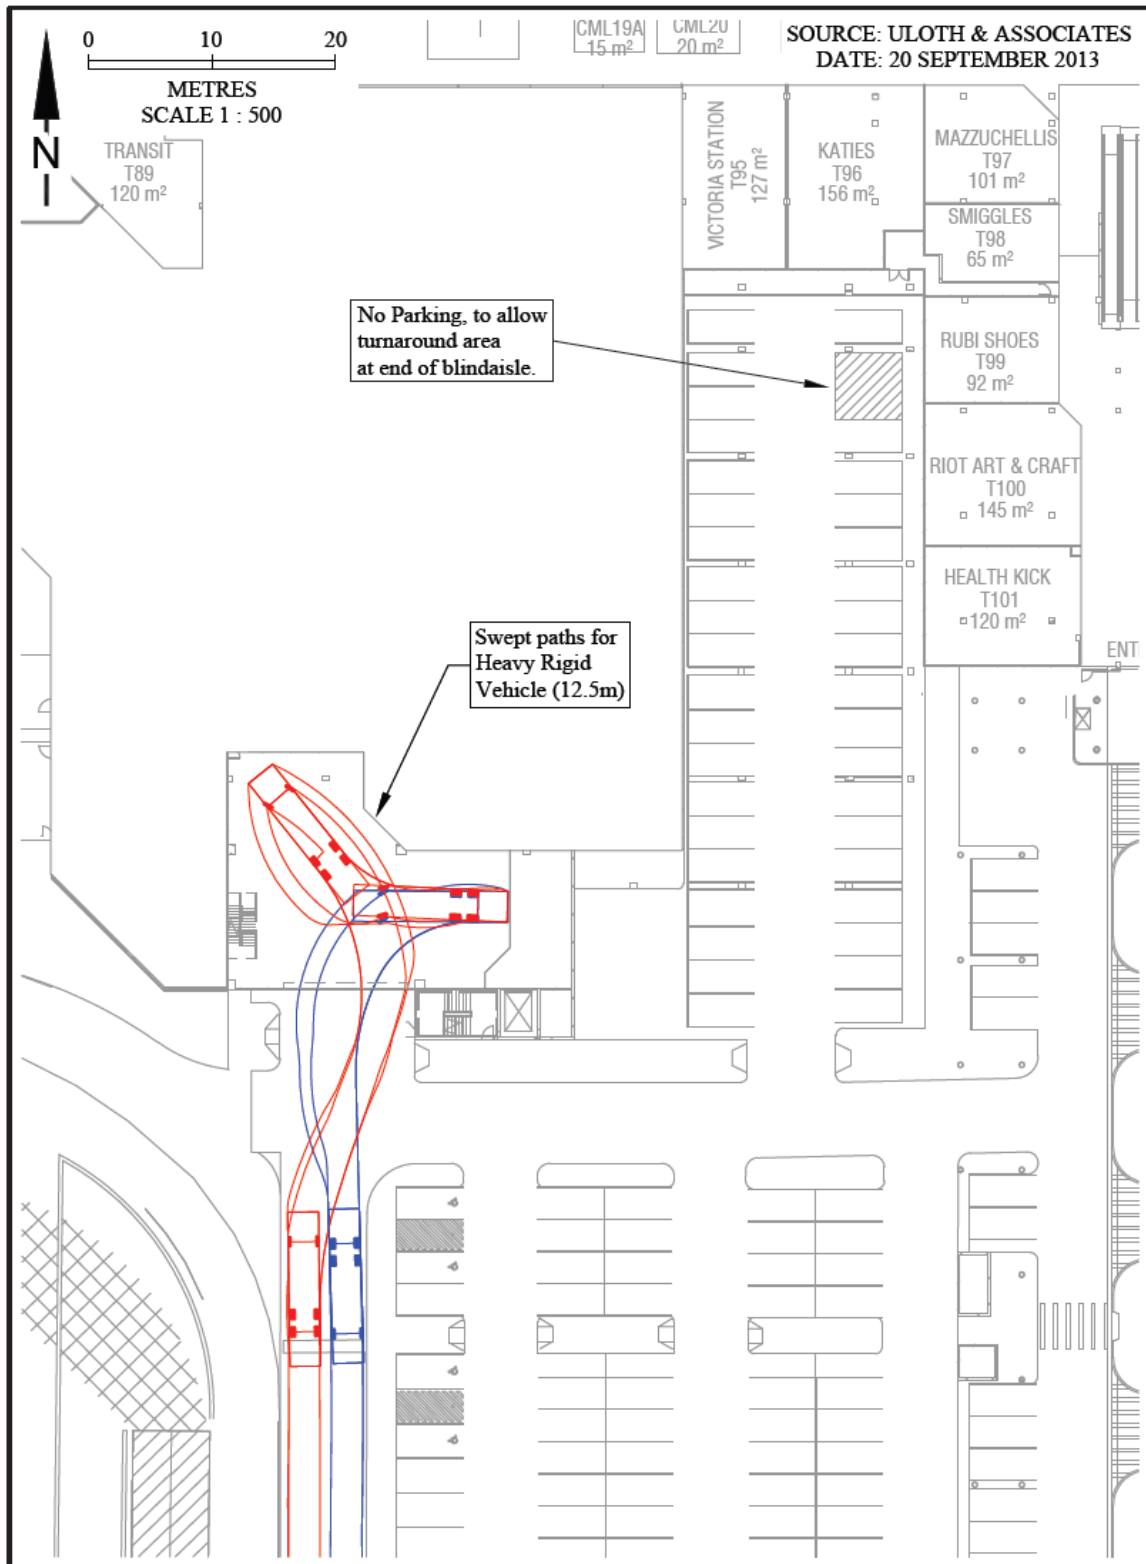 0 10 20
METRES
SCALE 1 : 500
N
CML19A
15 m²
CML20
20 m²
SOURCE: ULOTH & ASSOCIATES
DATE: 20 SEPTEMBER 2013
TRANSIT
T89
120 m²
VICTORIA STATION
T95
127 m²
KATIES
T96
156 m²
MAZZUCHELLIS
T97
101 m²
SMIGGLES
T98
65 m²
No Parking, to allow
turnaround area
at end of blindaisle.
RUBI SHOES
T99
92 m²
RIOT ART & CRAFT
T100
145 m²
HEALTH KICK
T101
120 m²
Swept paths for
Heavy Rigid
Vehicle (12.5m)
ENT